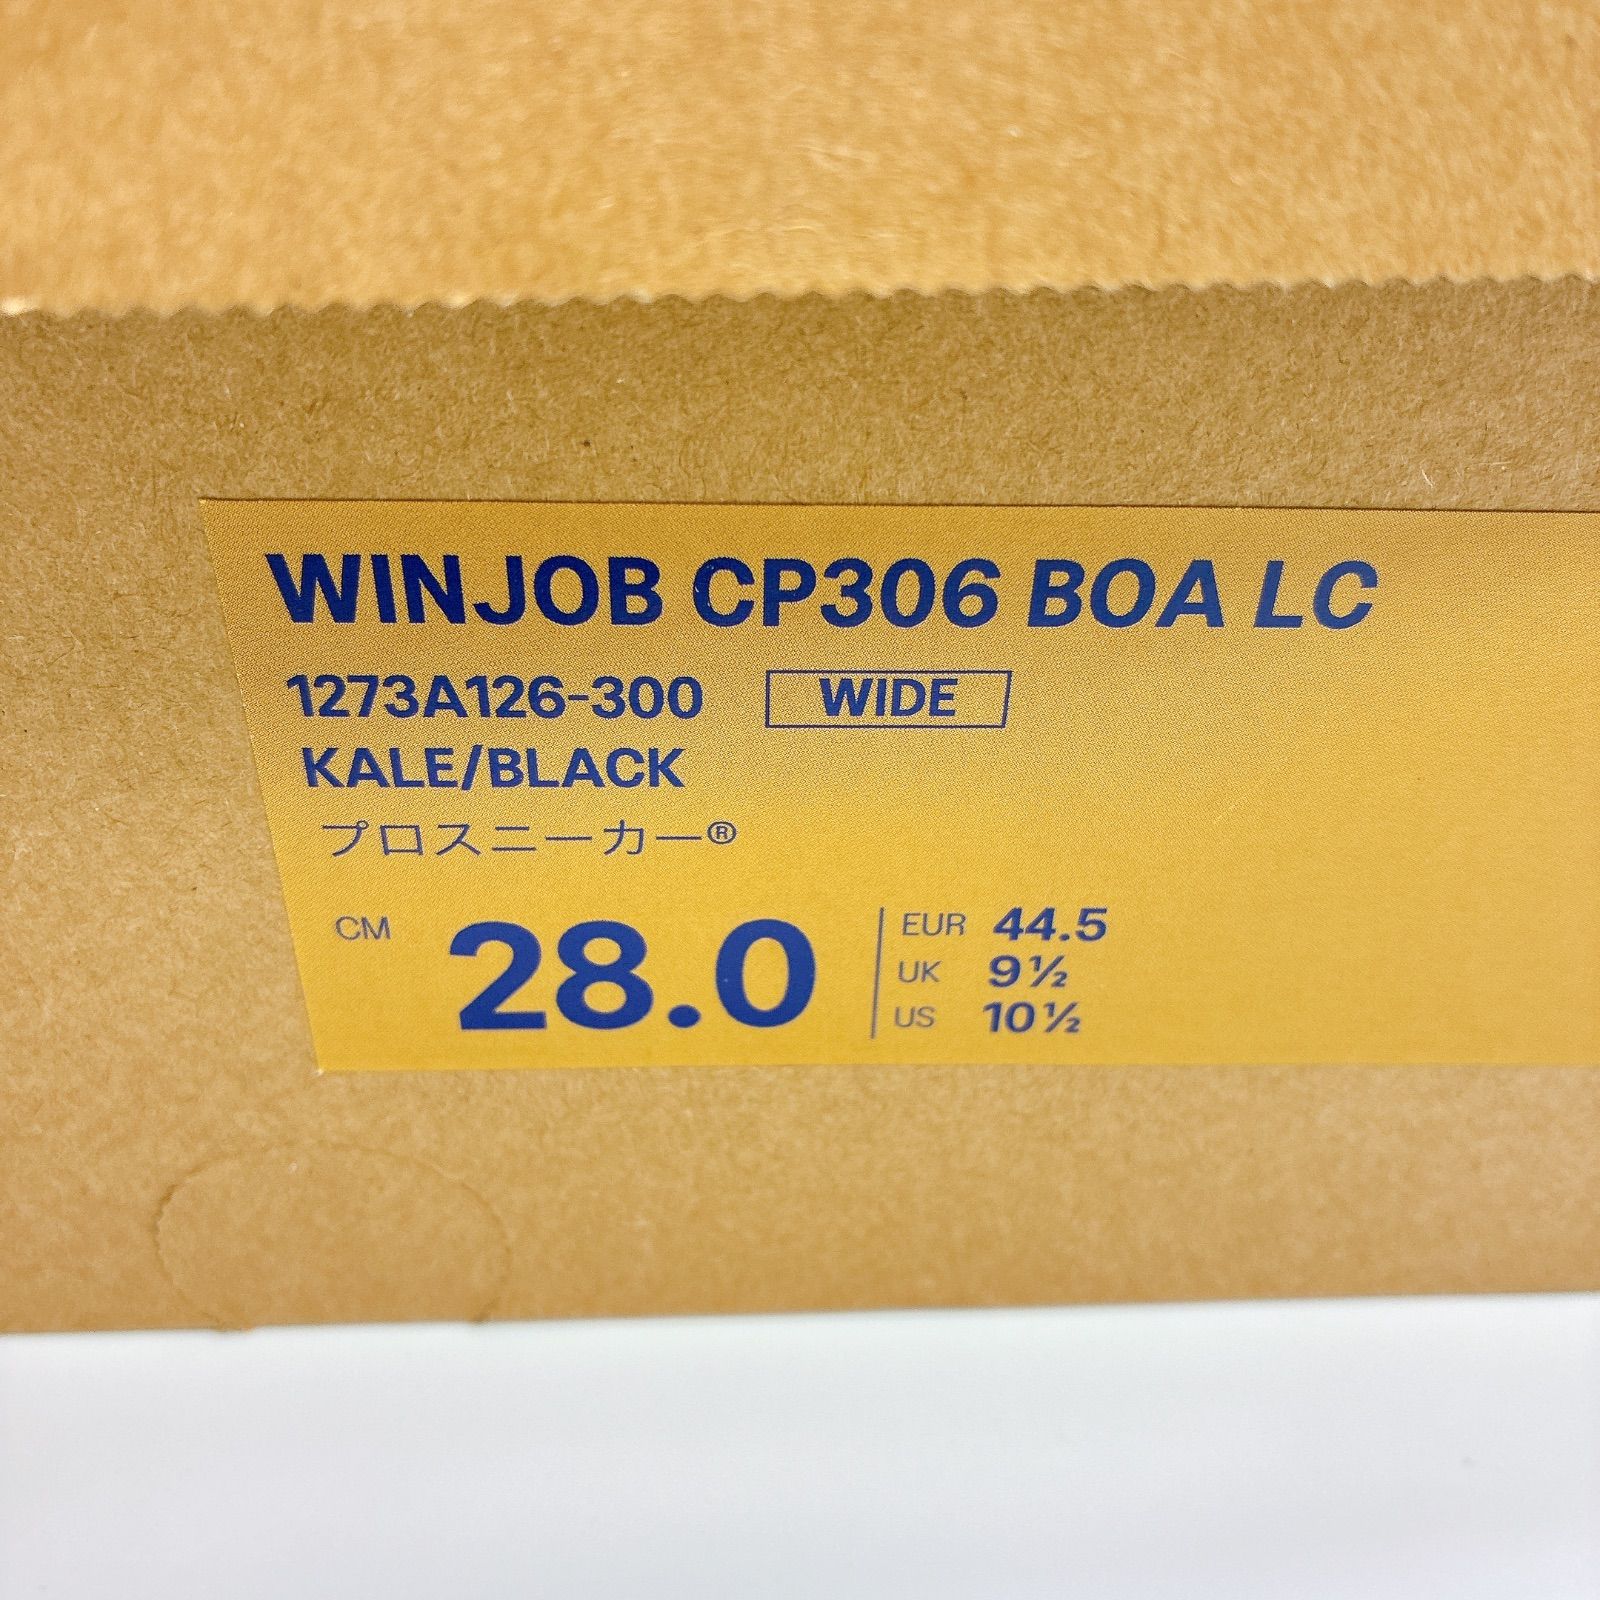 WINJOB CP306 BOA LC
1273A126-300 WIDE
KALE/BLACK
プロスニーカー®
CM 28.0
EUR 44.5
UK 9½
US 10½